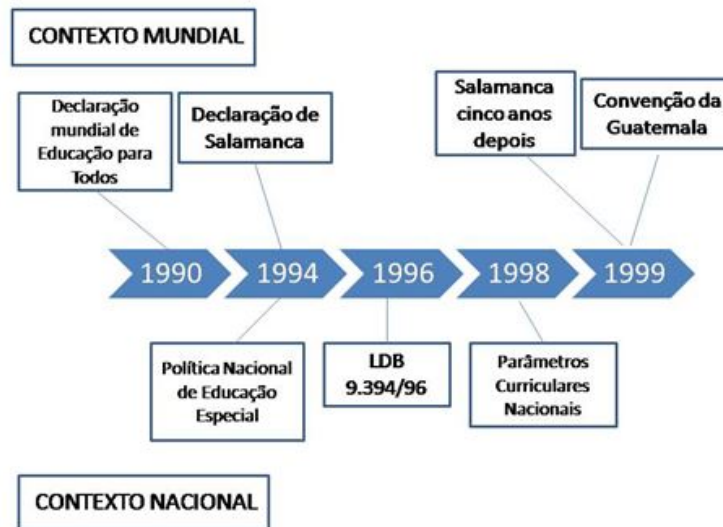 CONTEXTO MUNDIAL
Declaração
mundial de
Educação para
Todos
Declaração de
Salamanca
Salamanca
cinco anos
depois
Convenção da
Guatemala
1990
1994
1996
1998
1999
Política Nacional
de Educação
Especial
LDB
9.394/96
Parâmetros
Curriculares
Nacionais
CONTEXTO NACIONAL